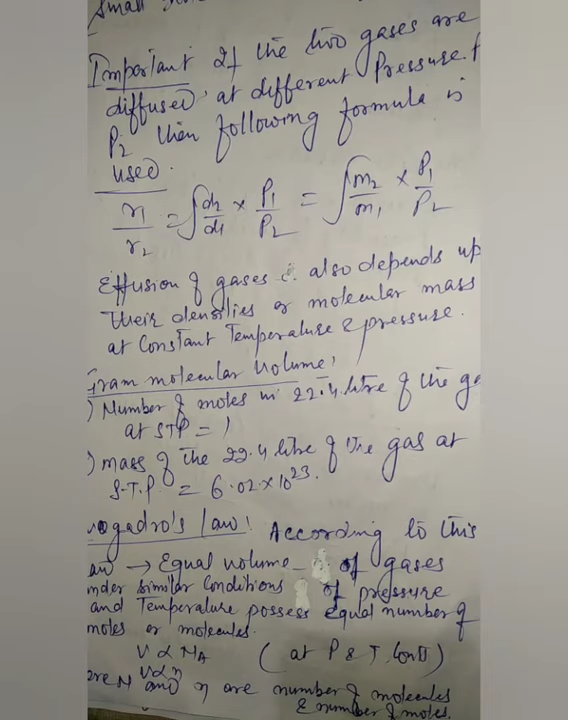 Important If the two gases are
diffused, at different Pressure.
P2 then following formula is
used.
r1/r2 = ∫d2/d1 × P1/P2 = ∫m2/m1 × P1/P2
Effusion of gases is also depends up
Their densities or molecular mass
at Constant Temperature & pressure.
Gram molecular Volume:
) Number of moles in 22.4 litre of the ga
at STP = 1
) mass of the 22.4 litre of the gas at
S.T.P = 6.02×10²³.
vogadro's law: According to this
aw → Equal volume of gases
nder similar Conditions of pressure
and Temperature possess equal number of
moles or molecules.
V ∝ NA (at P & T. Con
V ∝ n
ere N and n are number of molecules
& number of moles.